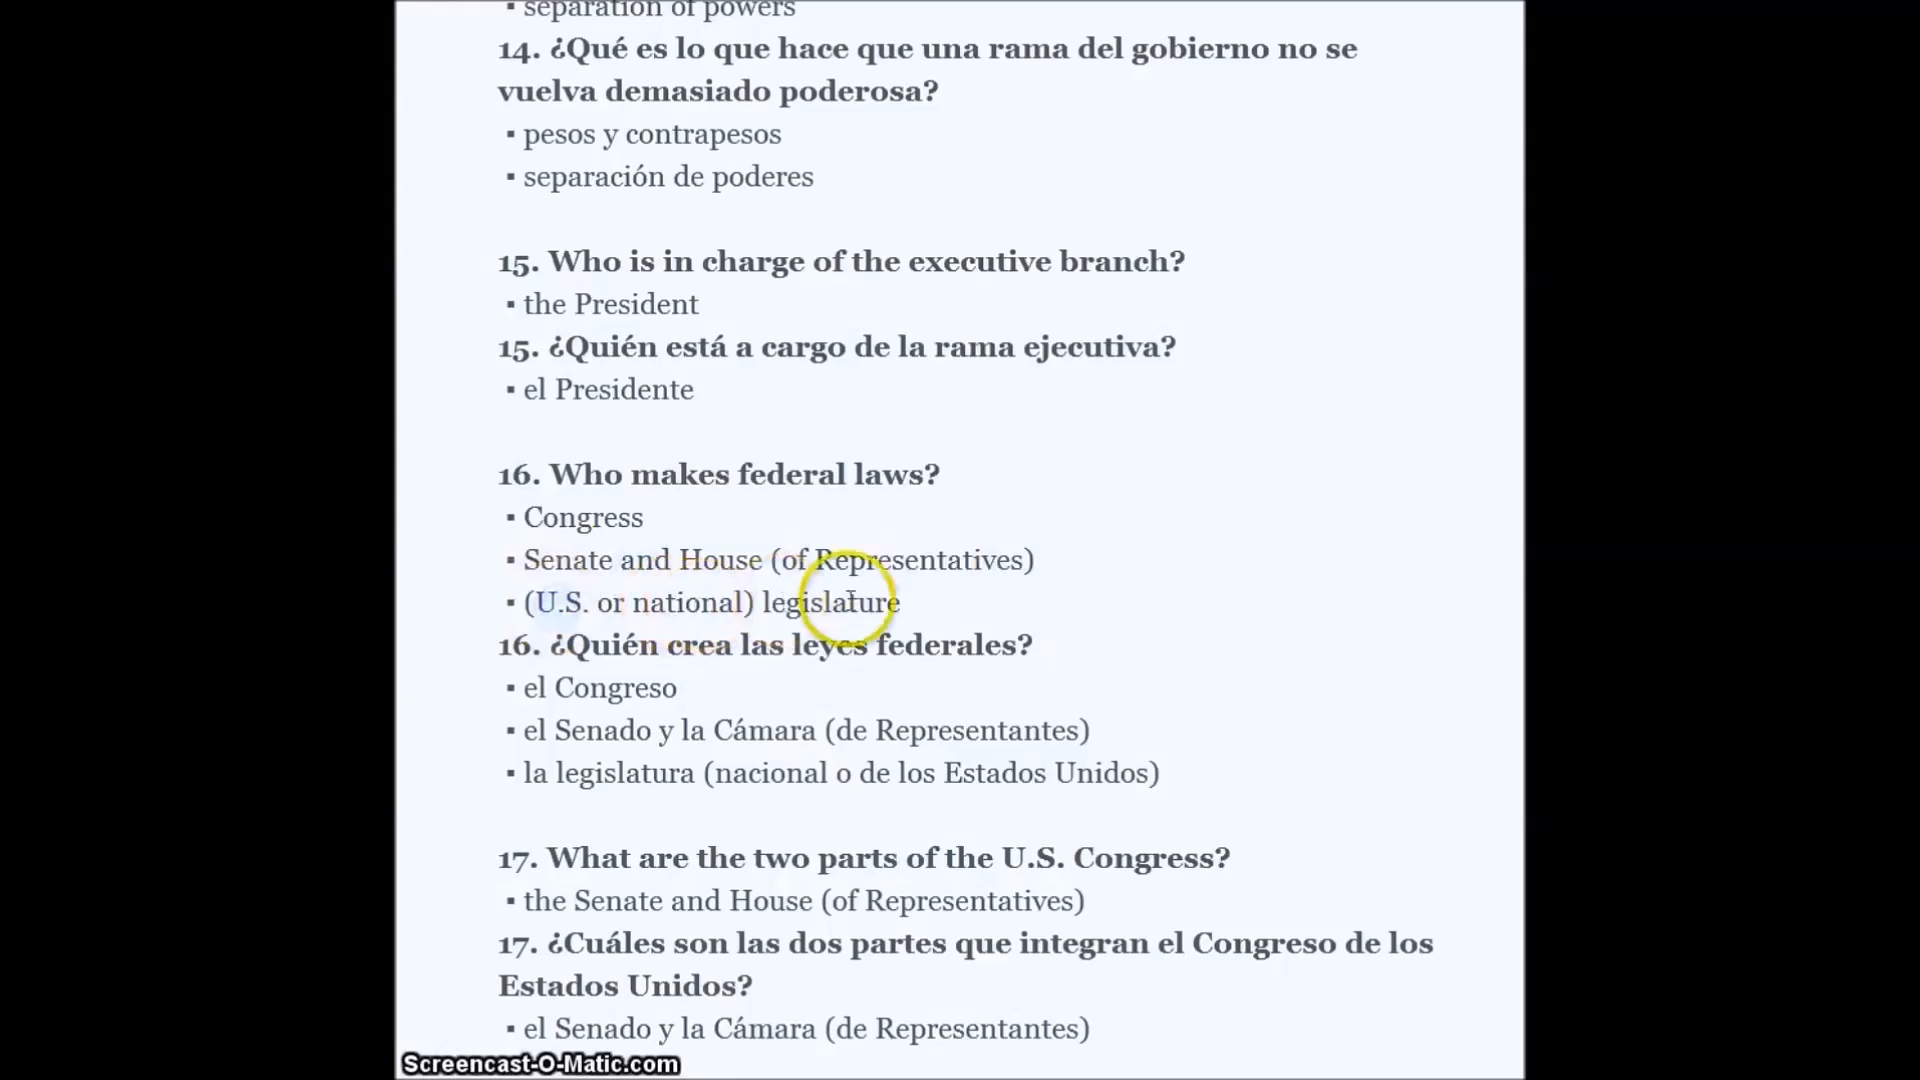 ▪ separation of powers
14. ¿Qué es lo que hace que una rama del gobierno no se
vuelva demasiado poderosa?
▪ pesos y contrapesos
▪ separación de poderes
15. Who is in charge of the executive branch?
▪ the President
15. ¿Quién está a cargo de la rama ejecutiva?
▪ el Presidente
16. Who makes federal laws?
▪ Congress
▪ Senate and House (of Representatives)
▪ (U.S. or national) legislature
16. ¿Quién crea las leyes federales?
▪ el Congreso
▪ el Senado y la Cámara (de Representantes)
▪ la legislatura (nacional o de los Estados Unidos)
17. What are the two parts of the U.S. Congress?
▪ the Senate and House (of Representatives)
17. ¿Cuáles son las dos partes que integran el Congreso de los
Estados Unidos?
▪ el Senado y la Cámara (de Representantes)
Screencast-O-Matic.com